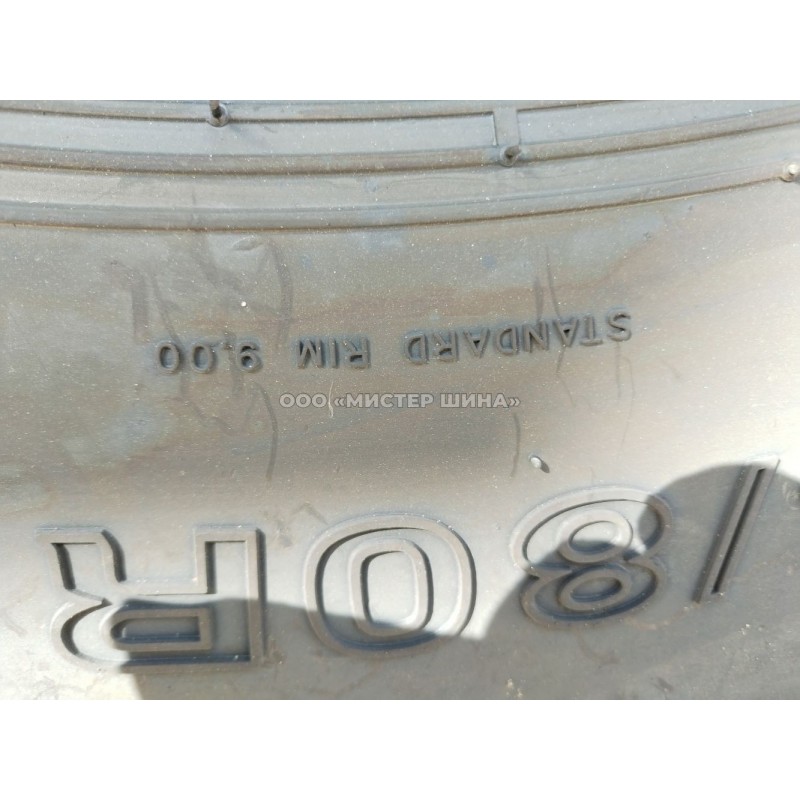 STANDARD RIM 9.00
ООО «МИСТЕР ШИНА»
/80R